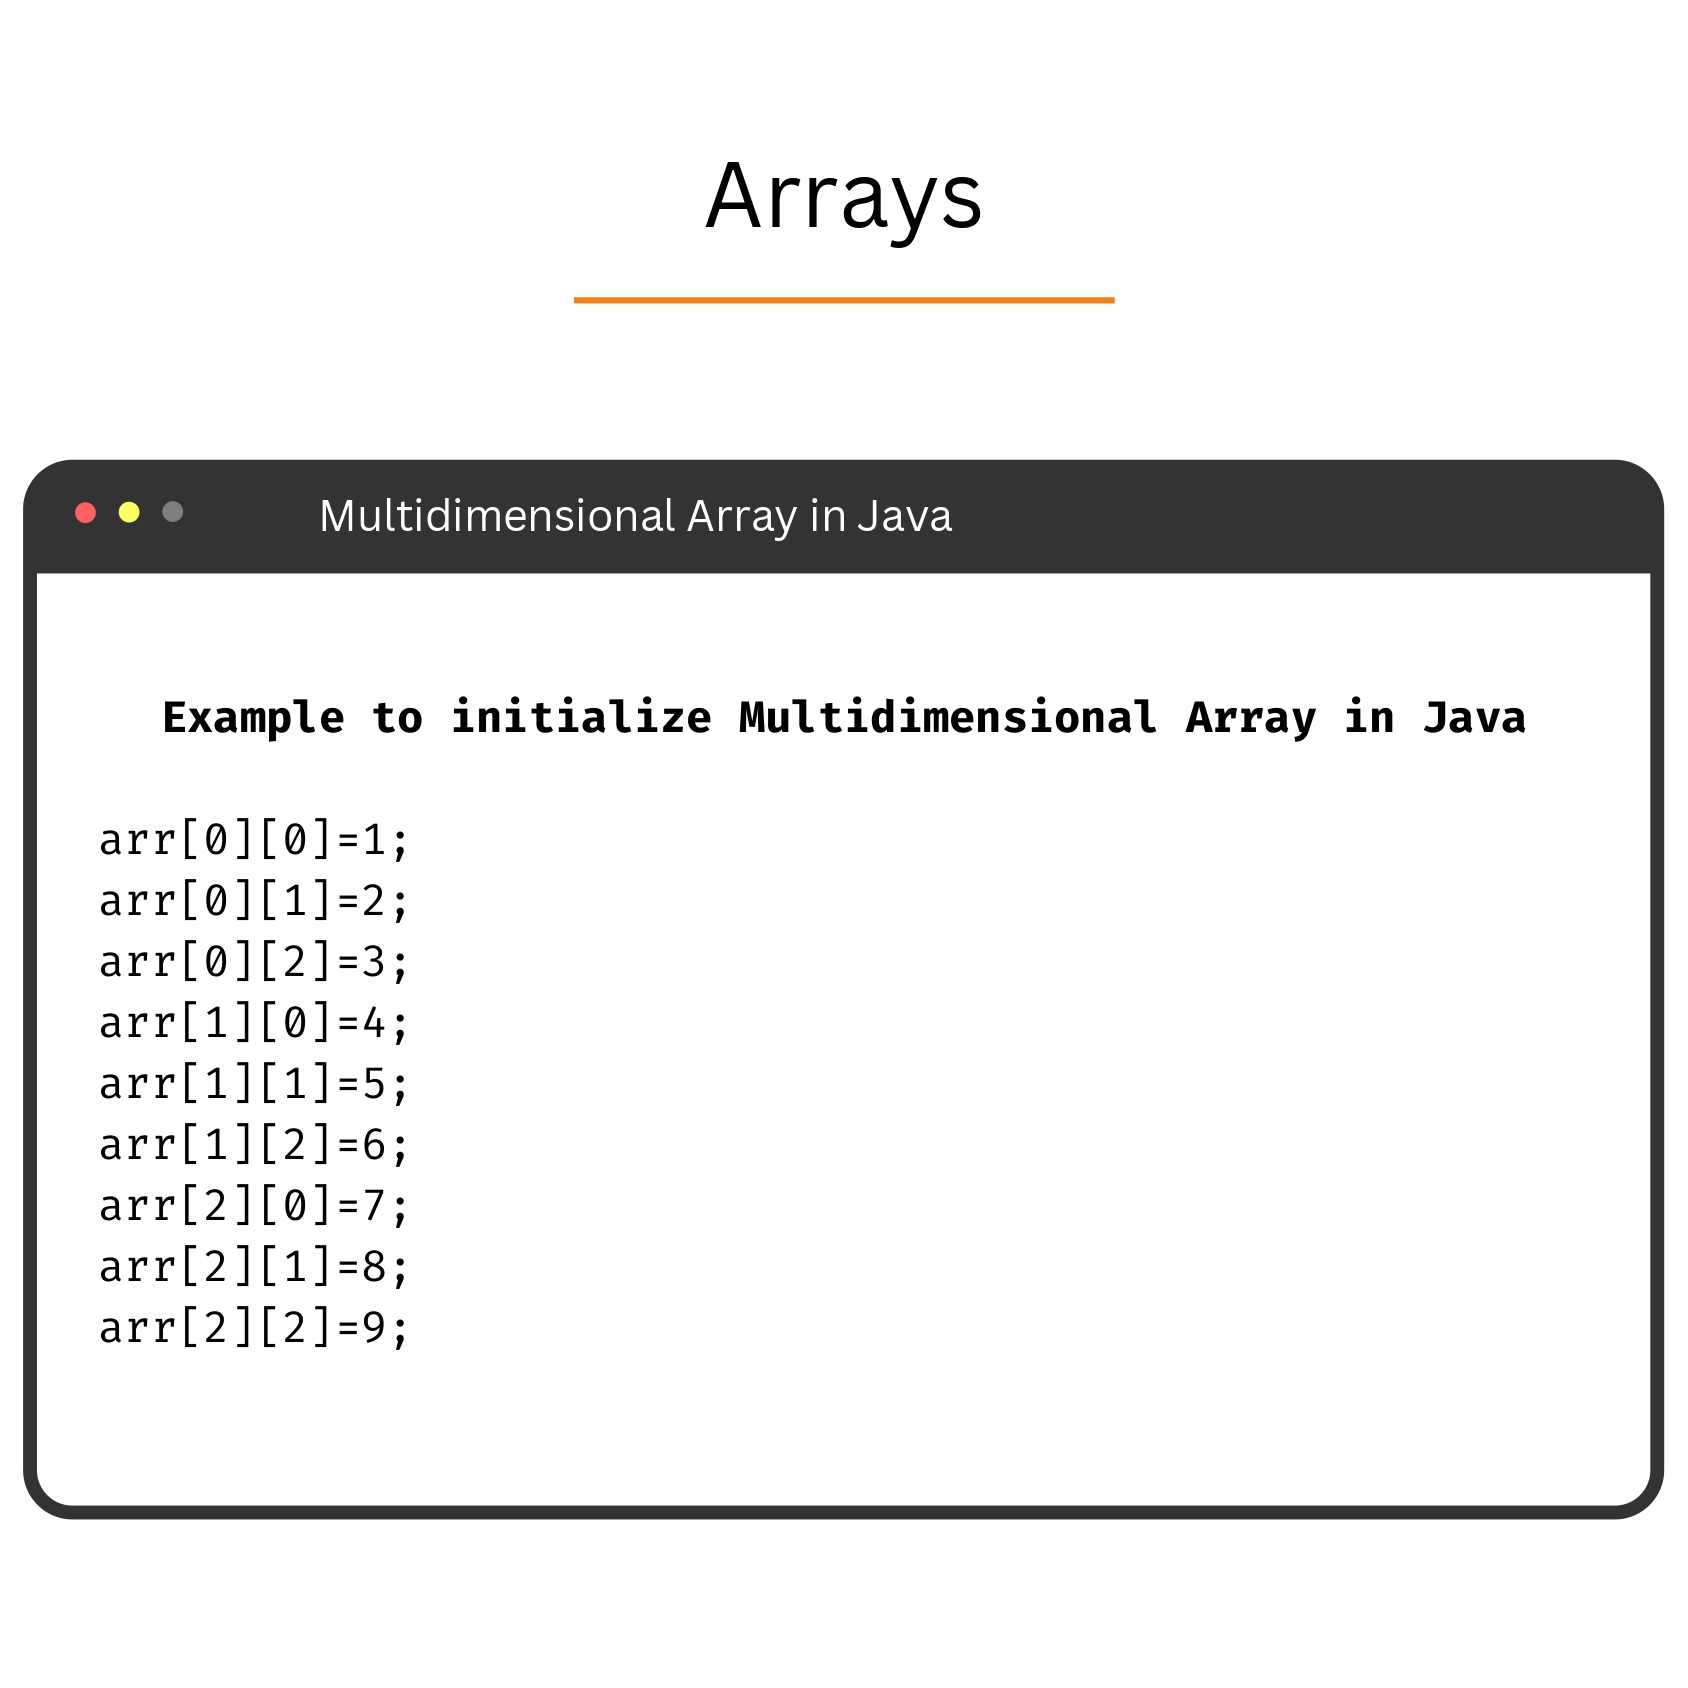 Arrays
Multidimensional Array in Java
Example to initialize Multidimensional Array in Java
arr[0][0]=1;
arr[0][1]=2;
arr[0][2]=3;
arr[1][0]=4;
arr[1][1]=5;
arr[1][2]=6;
arr[2][0]=7;
arr[2][1]=8;
arr[2][2]=9;